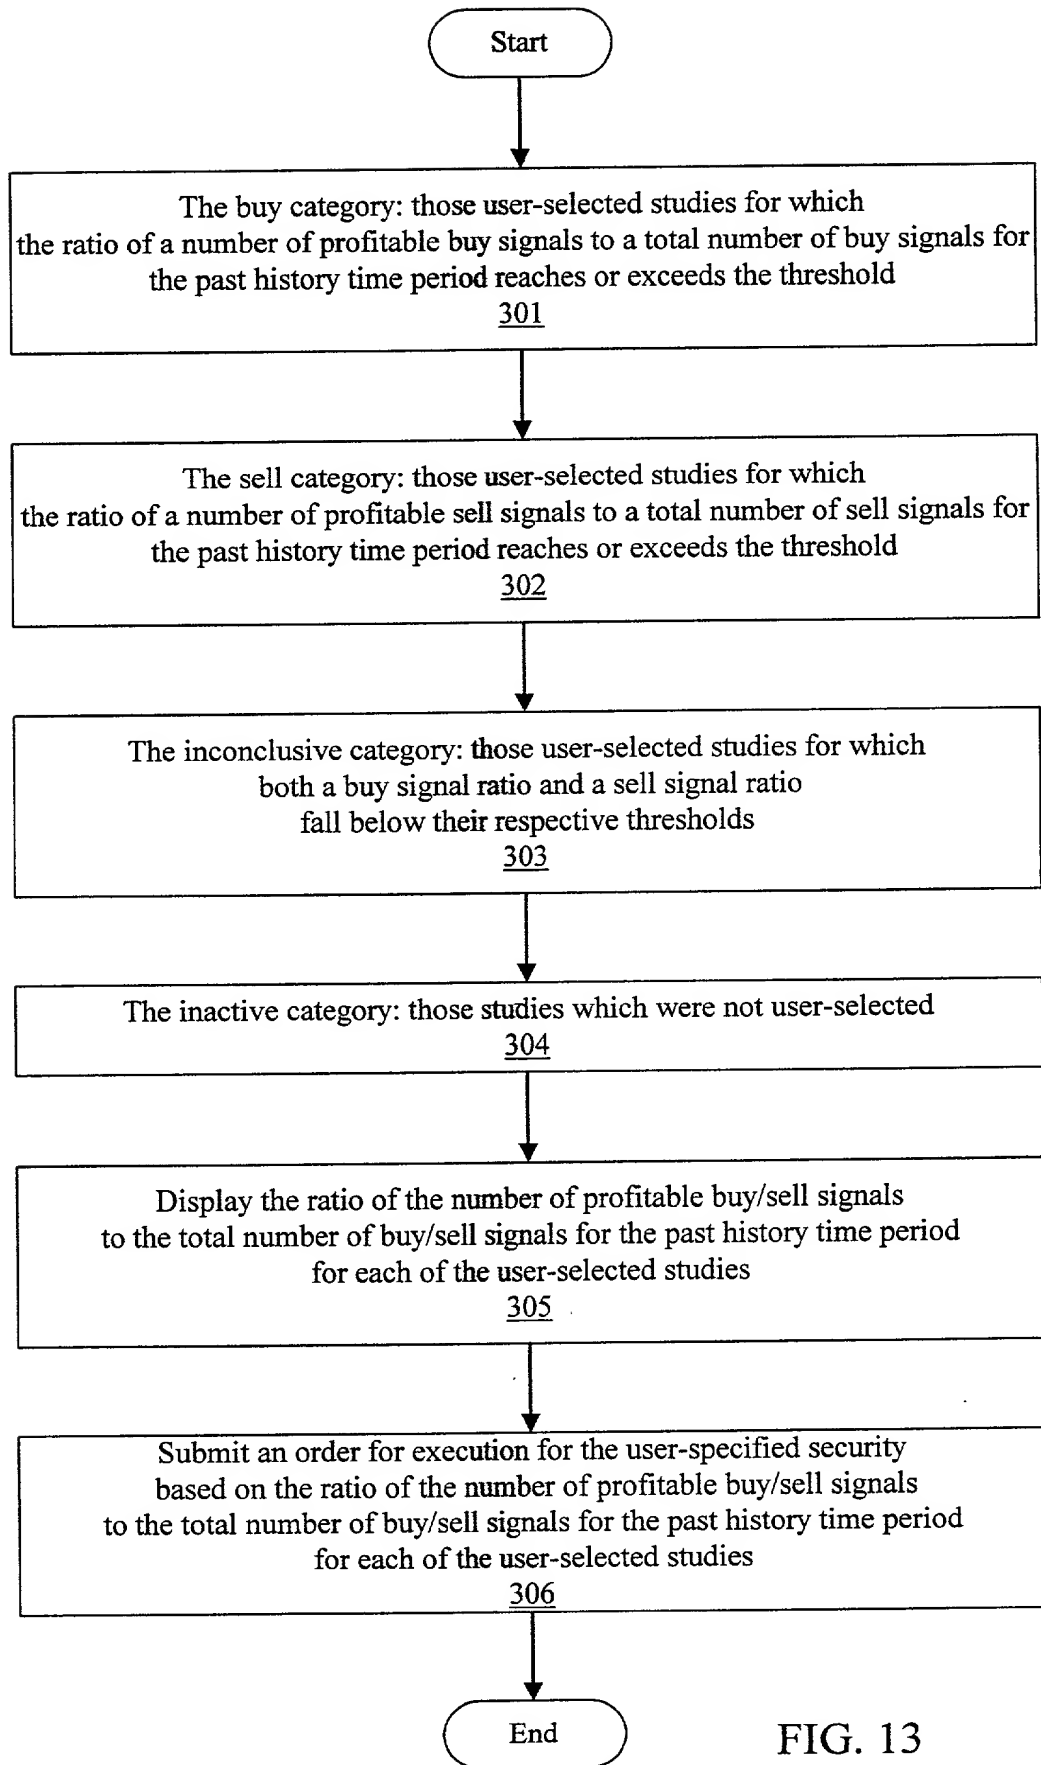 Start
The buy category: those user-selected studies for which
the ratio of a number of profitable buy signals to a total number of buy signals for
the past history time period reaches or exceeds the threshold
301
The sell category: those user-selected studies for which
the ratio of a number of profitable sell signals to a total number of sell signals for
the past history time period reaches or exceeds the threshold
302
The inconclusive category: those user-selected studies for which
both a buy signal ratio and a sell signal ratio
fall below their respective thresholds
303
The inactive category: those studies which were not user-selected
304
Display the ratio of the number of profitable buy/sell signals
to the total number of buy/sell signals for the past history time period
for each of the user-selected studies
305
Submit an order for execution for the user-specified security
based on the ratio of the number of profitable buy/sell signals
to the total number of buy/sell signals for the past history time period
for each of the user-selected studies
306
End
FIG. 13